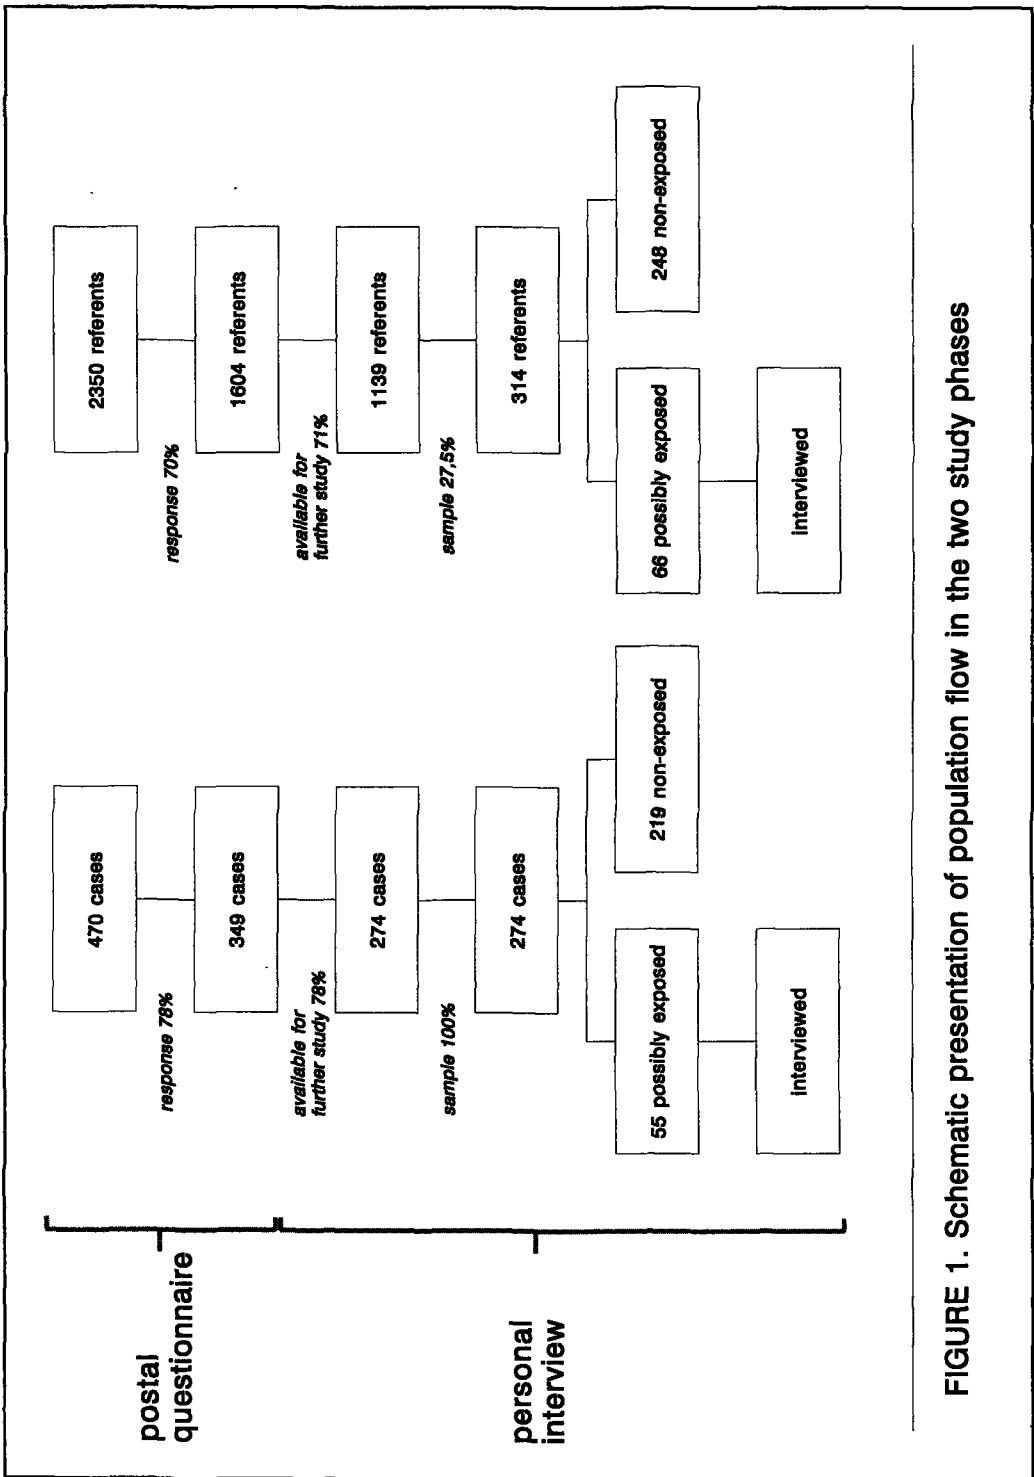 postal
questionnaire
470 cases
response 78%
349 cases
2350 referents
response 70%
1604 referents
personal
interview
available for
further study 78%
274 cases
sample 100%
274 cases
55 possibly exposed
219 non-exposed
interviewed
available for
further study 71%
1139 referents
sample 27,5%
314 referents
66 possibly exposed
248 non-exposed
interviewed
FIGURE 1. Schematic presentation of population flow in the two study phases